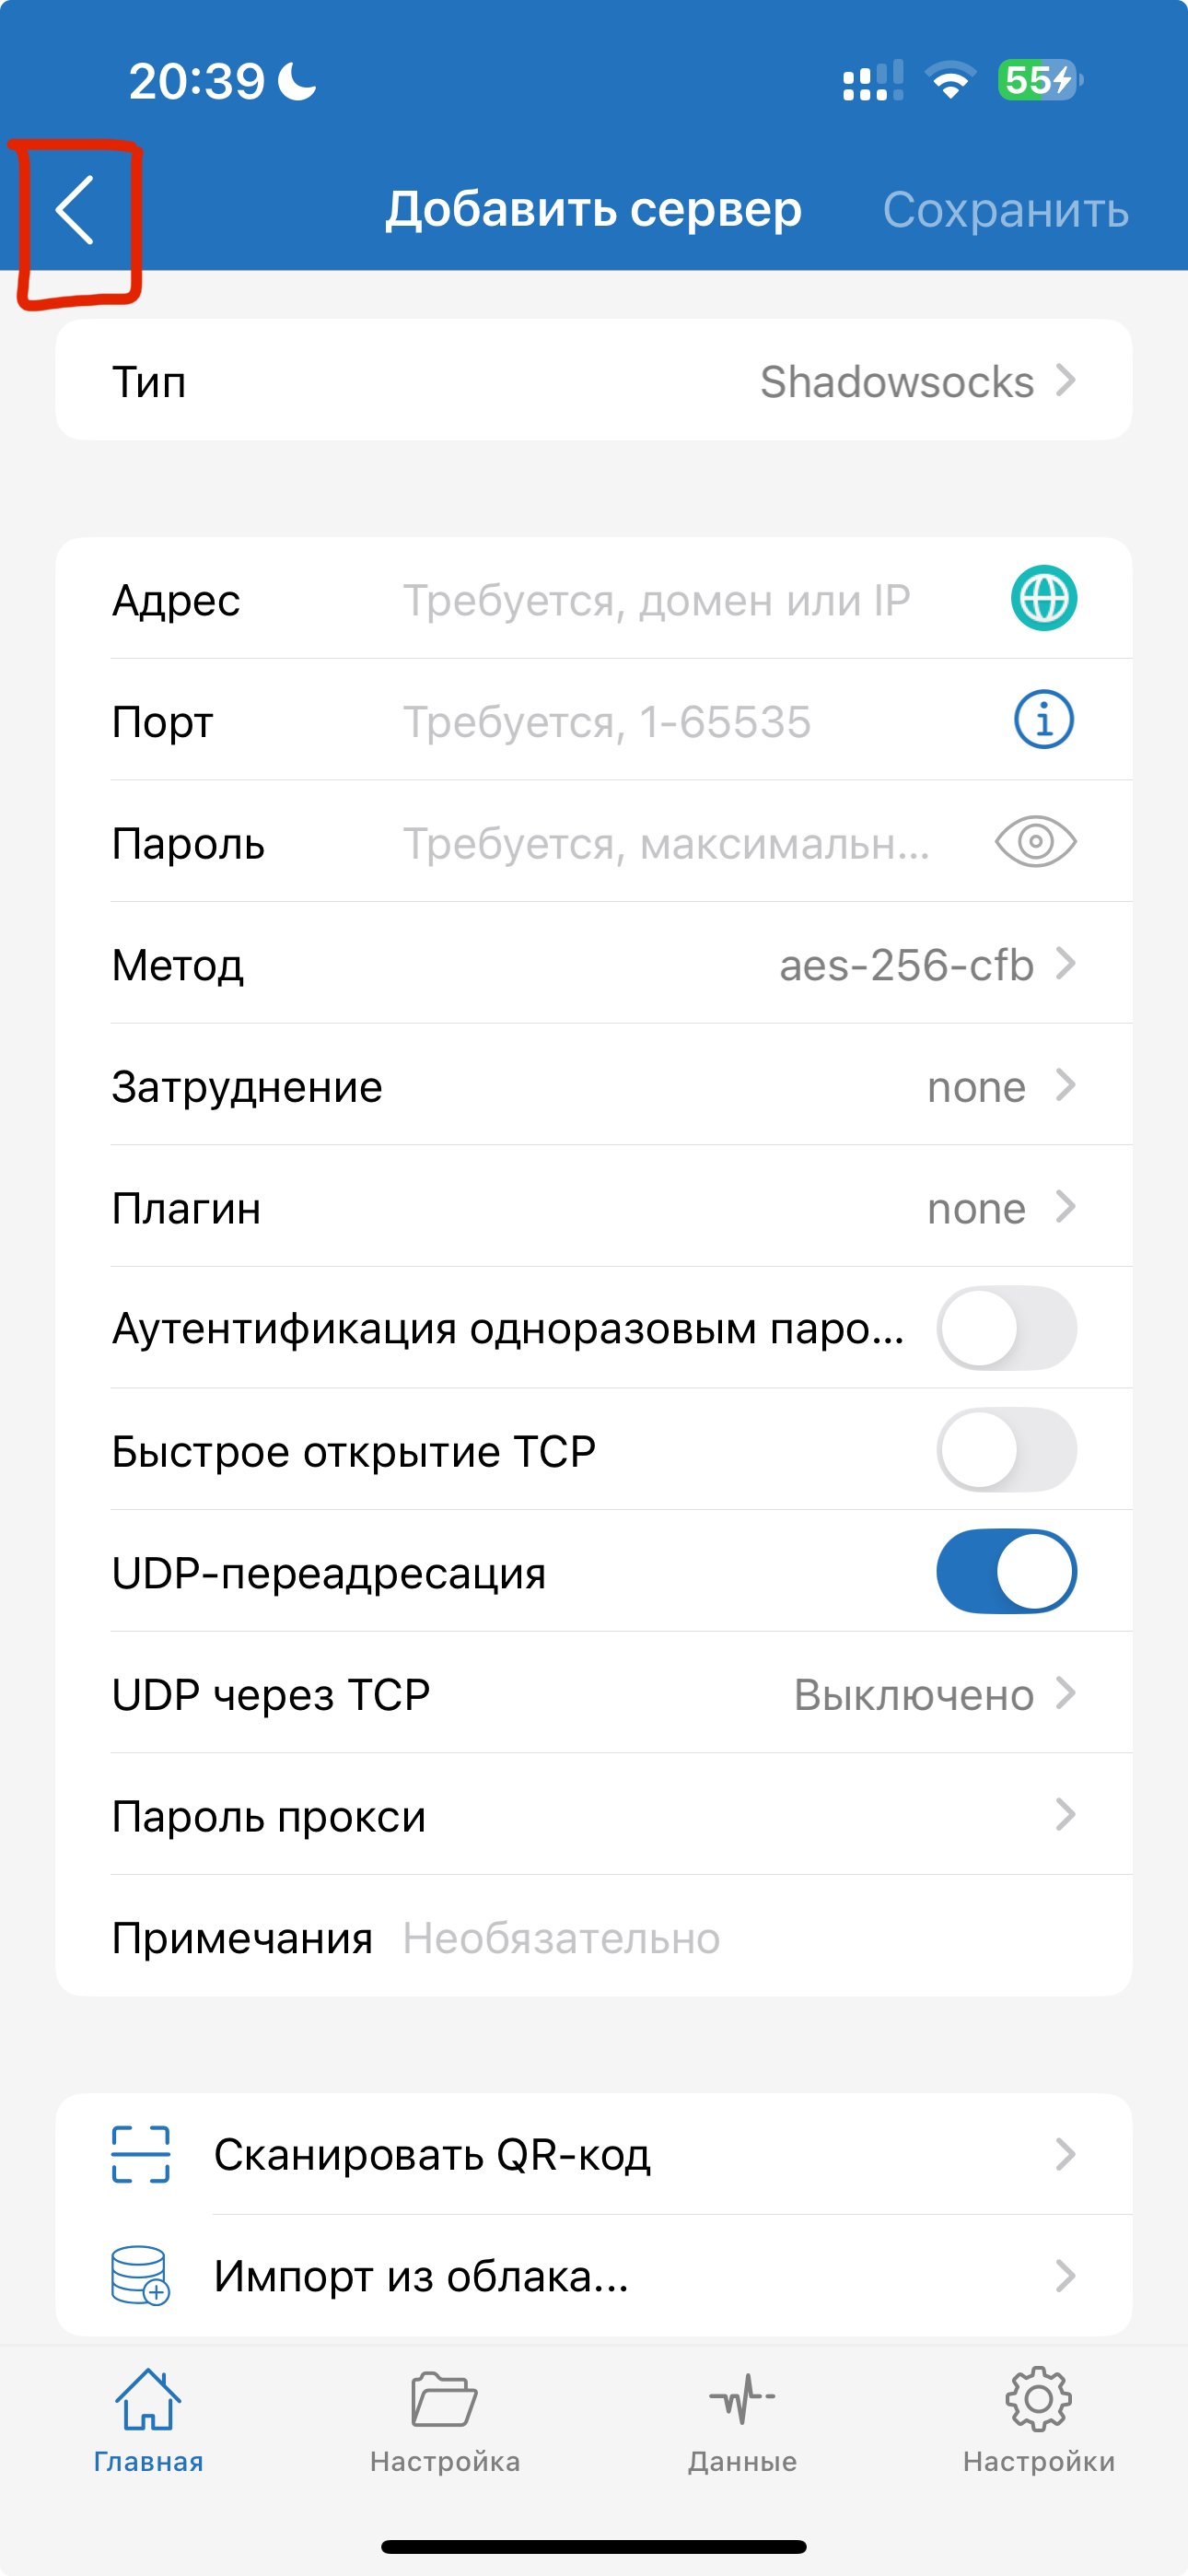 20:39 55
Добавить сервер Сохранить
Тип Shadowsocks
Адрес Требуется, домен или IP
Порт Требуется, 1-65535
Пароль Требуется, максимальн...
Метод aes-256-cfb
Затруднение none
Плагин none
Аутентификация одноразовым паро...
Быстрое открытие TCP
UDP-переадресация
UDP через TCP Выключено
Пароль прокси
Примечания Необязательно
Сканировать QR-код
Импорт из облака...
Главная Настройка Данные Настройки